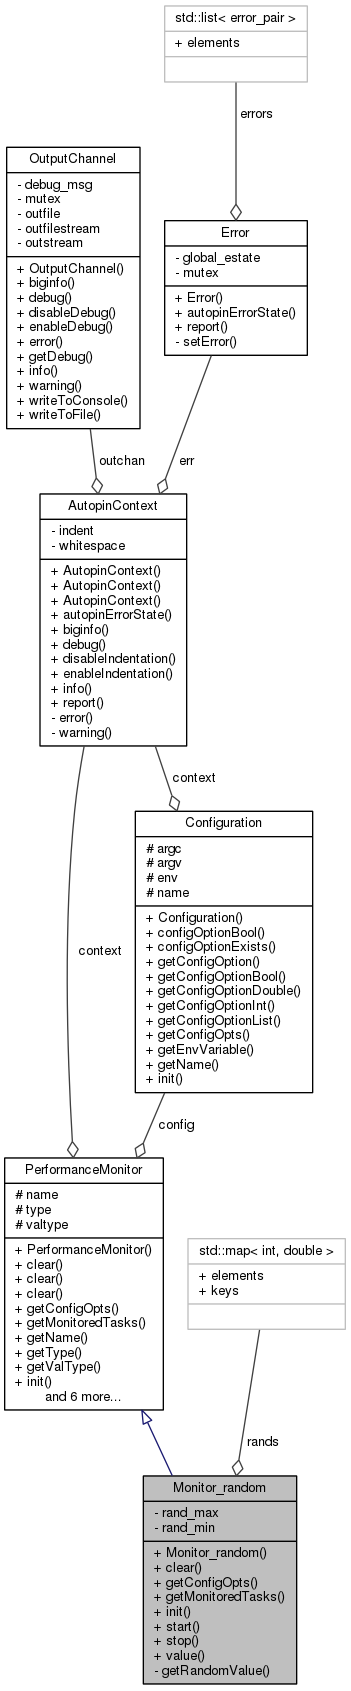 std::list< error_pair >
+ elements
errors
OutputChannel
- debug_msg
- mutex
- outfile
- outfilestream
- outstream
+ OutputChannel()
+ biginfo()
+ debug()
+ disableDebug()
+ enableDebug()
+ error()
+ getDebug()
+ info()
+ warning()
+ writeToConsole()
+ writeToFile()
Error
- global_estate
- mutex
+ Error()
+ autopinErrorState()
+ report()
- setError()
outchan
err
AutopinContext
- indent
- whitespace
+ AutopinContext()
+ AutopinContext()
+ AutopinContext()
+ autopinErrorState()
+ biginfo()
+ debug()
+ disableIndentation()
+ enableIndentation()
+ info()
+ report()
- error()
- warning()
context
Configuration
# argc
# argv
# env
# name
+ Configuration()
+ configOptionBool()
+ configOptionExists()
+ getConfigOption()
+ getConfigOptionBool()
+ getConfigOptionDouble()
+ getConfigOptionInt()
+ getConfigOptionList()
+ getConfigOpts()
+ getEnvVariable()
+ getName()
+ init()
context
config
PerformanceMonitor
# name
# type
# valtype
+ PerformanceMonitor()
+ clear()
+ clear()
+ clear()
+ getConfigOpts()
+ getMonitoredTasks()
+ getName()
+ getType()
+ getValType()
+ init()
and 6 more...
std::map< int, double >
+ elements
+ keys
rands
Monitor_random
- rand_max
- rand_min
+ Monitor_random()
+ clear()
+ getConfigOpts()
+ getMonitoredTasks()
+ init()
+ start()
+ stop()
+ value()
- getRandomValue()